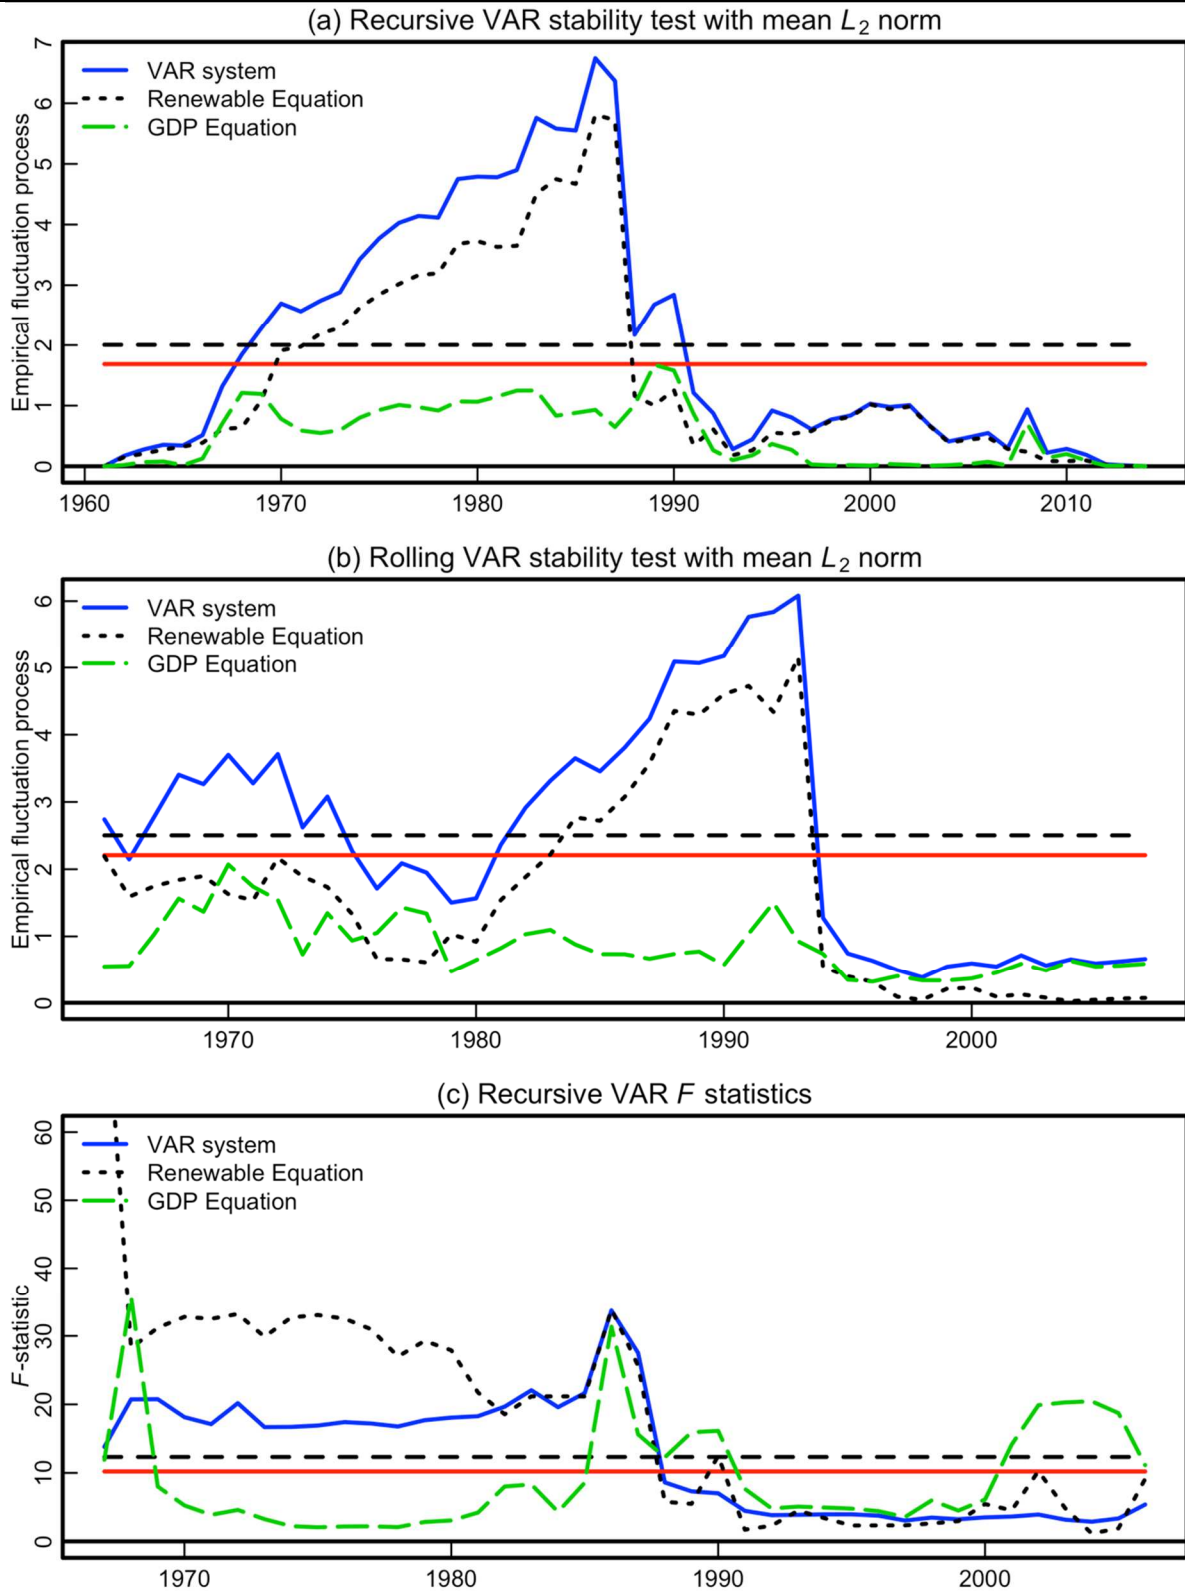 (a) Recursive VAR stability test with mean L2 norm
Empirical fluctuation process
7
6
5
4
3
2
1
0
VAR system
Renewable Equation
GDP Equation
1960 1970 1980 1990 2000 2010
(b) Rolling VAR stability test with mean L2 norm
Empirical fluctuation process
6
5
4
3
2
1
0
VAR system
Renewable Equation
GDP Equation
1970 1980 1990 2000
(c) Recursive VAR F statistics
F-statistic
60
50
40
30
20
10
0
VAR system
Renewable Equation
GDP Equation
1970 1980 1990 2000